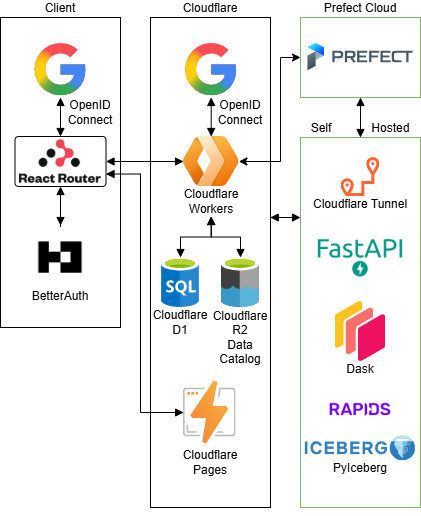 Client
OpenID
Connect
React Router
BetterAuth
Cloudflare
OpenID
Connect
Cloudflare
Workers
SQL
Cloudflare
D1
Cloudflare
R2
Data
Catalog
Cloudflare
Pages
Prefect Cloud
PREFECT
Self Hosted
Cloudflare Tunnel
FastAPI
Dask
RAPIDS
ICEBERG
PyIceberg